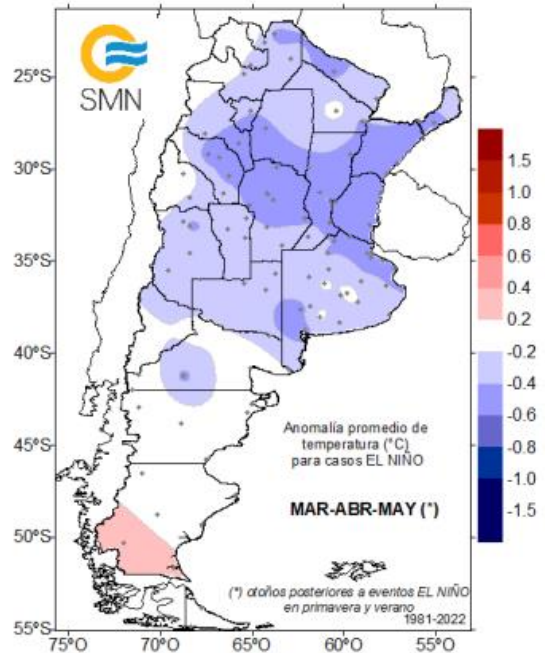 SMN
25°S
30°S
35°S
40°S
45°S
50°S
55°S
75°O
70°O
65°O
60°O
55°O
1.5
1.0
0.8
0.6
0.4
0.2
-0.2
-0.4
-0.6
-0.8
-1.0
-1.5
Anomalía promedio de
temperatura (°C)
para casos EL NIÑO
MAR-ABR-MAY (*)
(*) otoños posteriores a eventos EL NIÑO
en primavera y verano
1981-2022